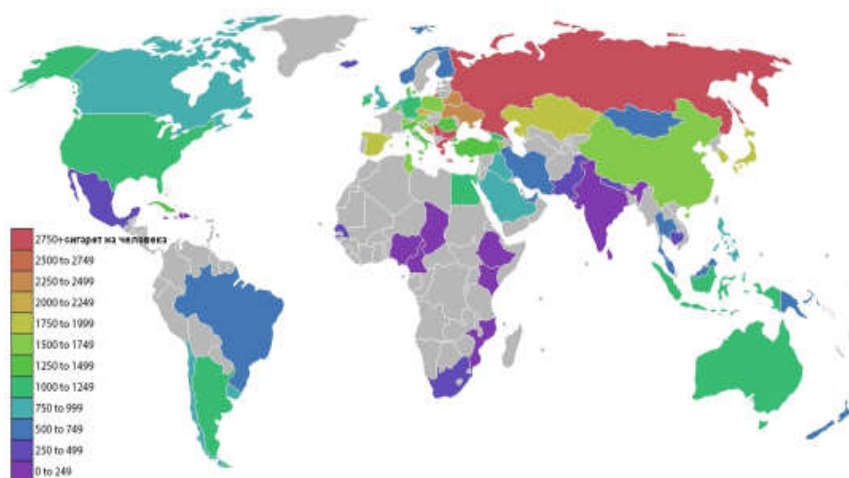 2750+сигарет на человека
2500 to 2749
2250 to 2499
2000 to 2249
1750 to 1999
1500 to 1749
1250 to 1499
1000 to 1249
750 to 999
500 to 749
250 to 499
0 to 249